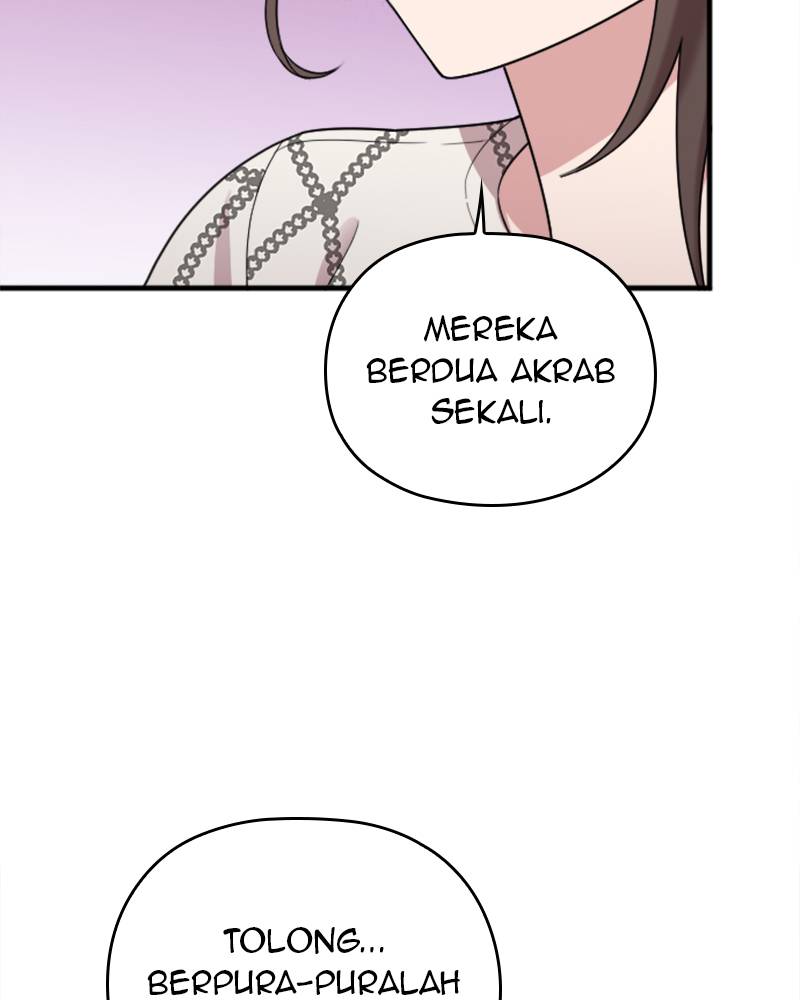 MEREKA
BERDUA AKRAB
SEKALI.
TOLONG...
BERPURA-PURALAH